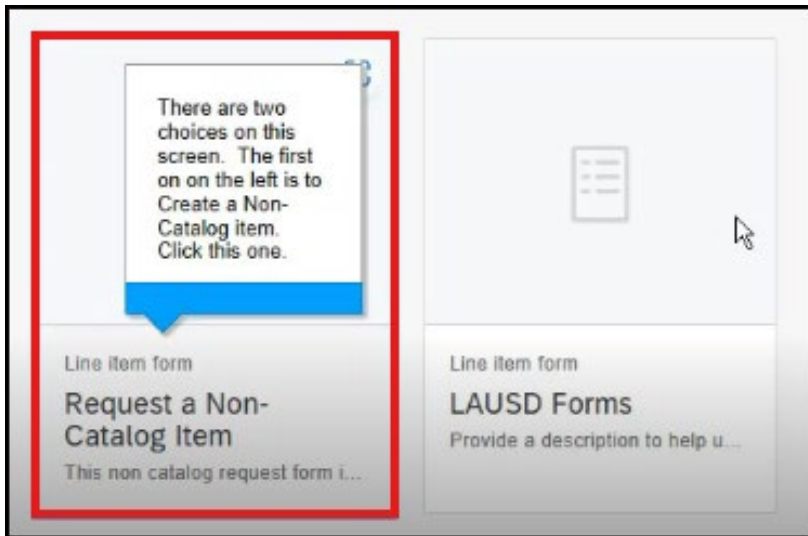 There are two
choices on this
screen. The first
on on the left is to
Create a Non-
Catalog item.
Click this one.
Line item form
Request a Non-
Catalog Item
This non catalog request form i...
Line item form
LAUSD Forms
Provide a description to help u...